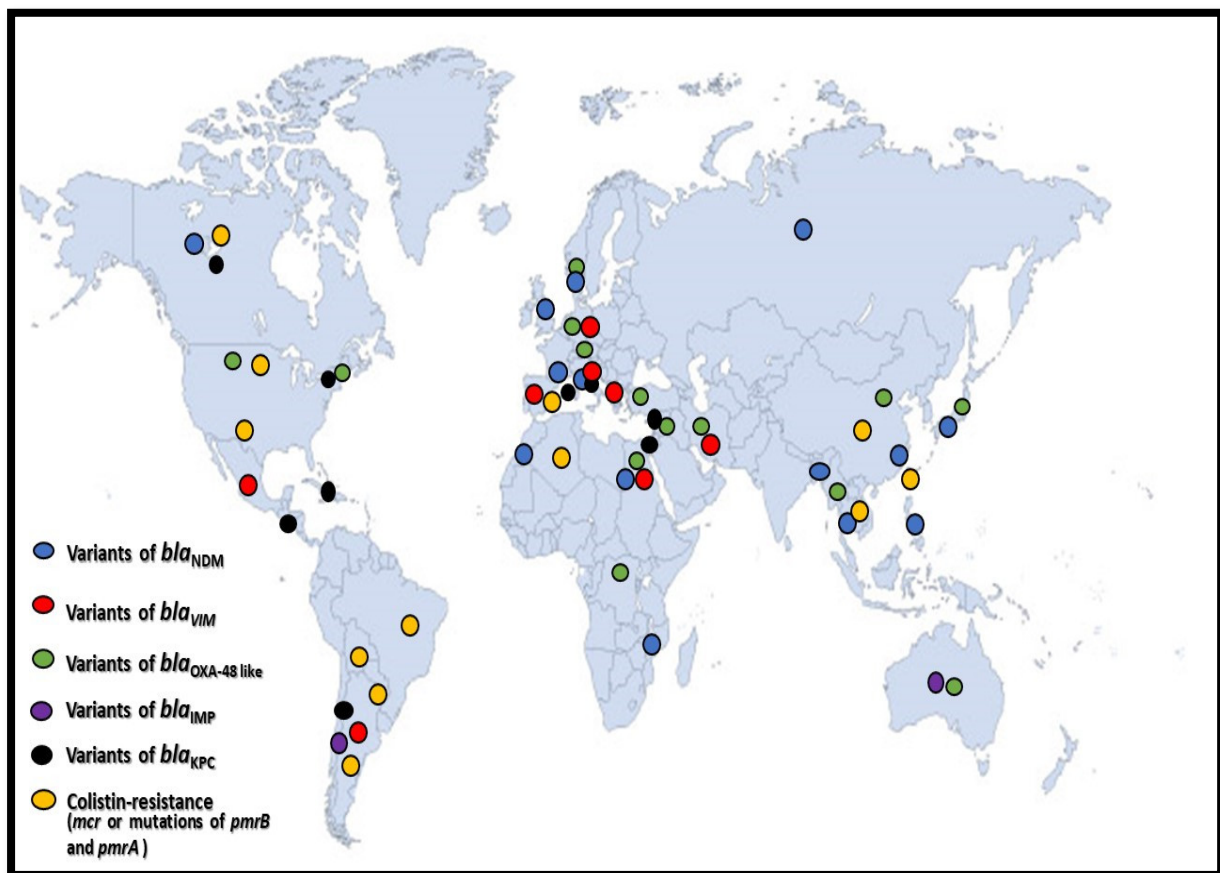 Variants of blaNDM
Variants of blaVIM
Variants of blaOXA-48 like
Variants of blaIMP
Variants of blaKPC
Colistin-resistance
(mcr or mutations of pmrB
and pmrA )